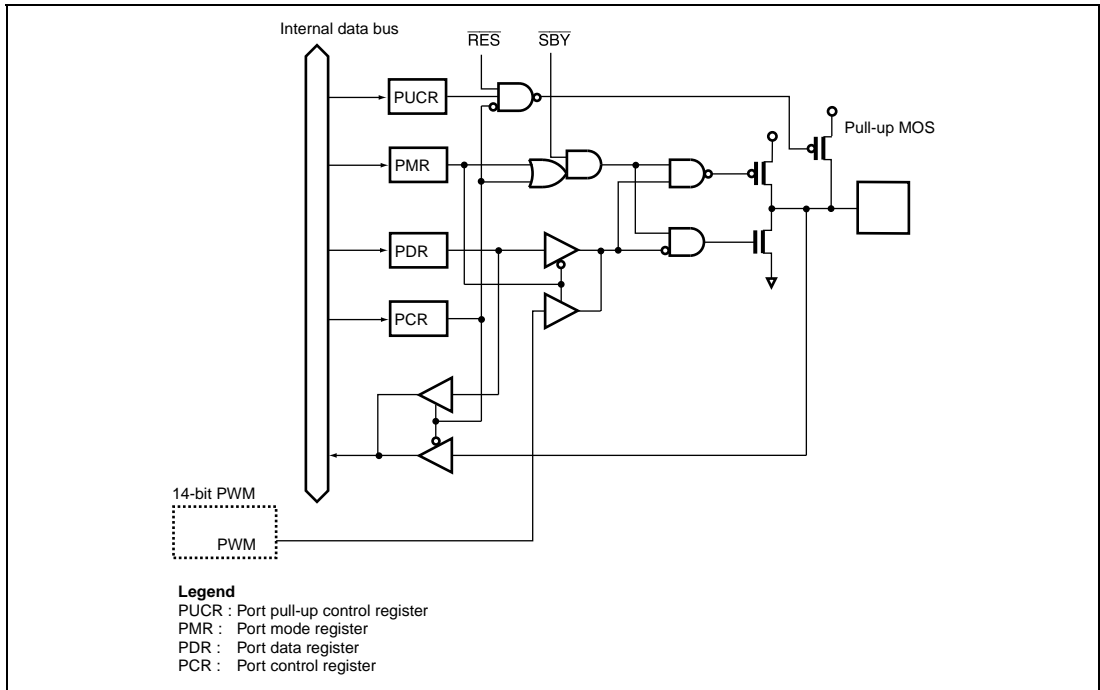 Internal data bus
RES
SBY
PUCR
Pull-up MOS
PMR
PDR
PCR
14-bit PWM
PWM
Legend
PUCR : Port pull-up control register
PMR : Port mode register
PDR : Port data register
PCR : Port control register